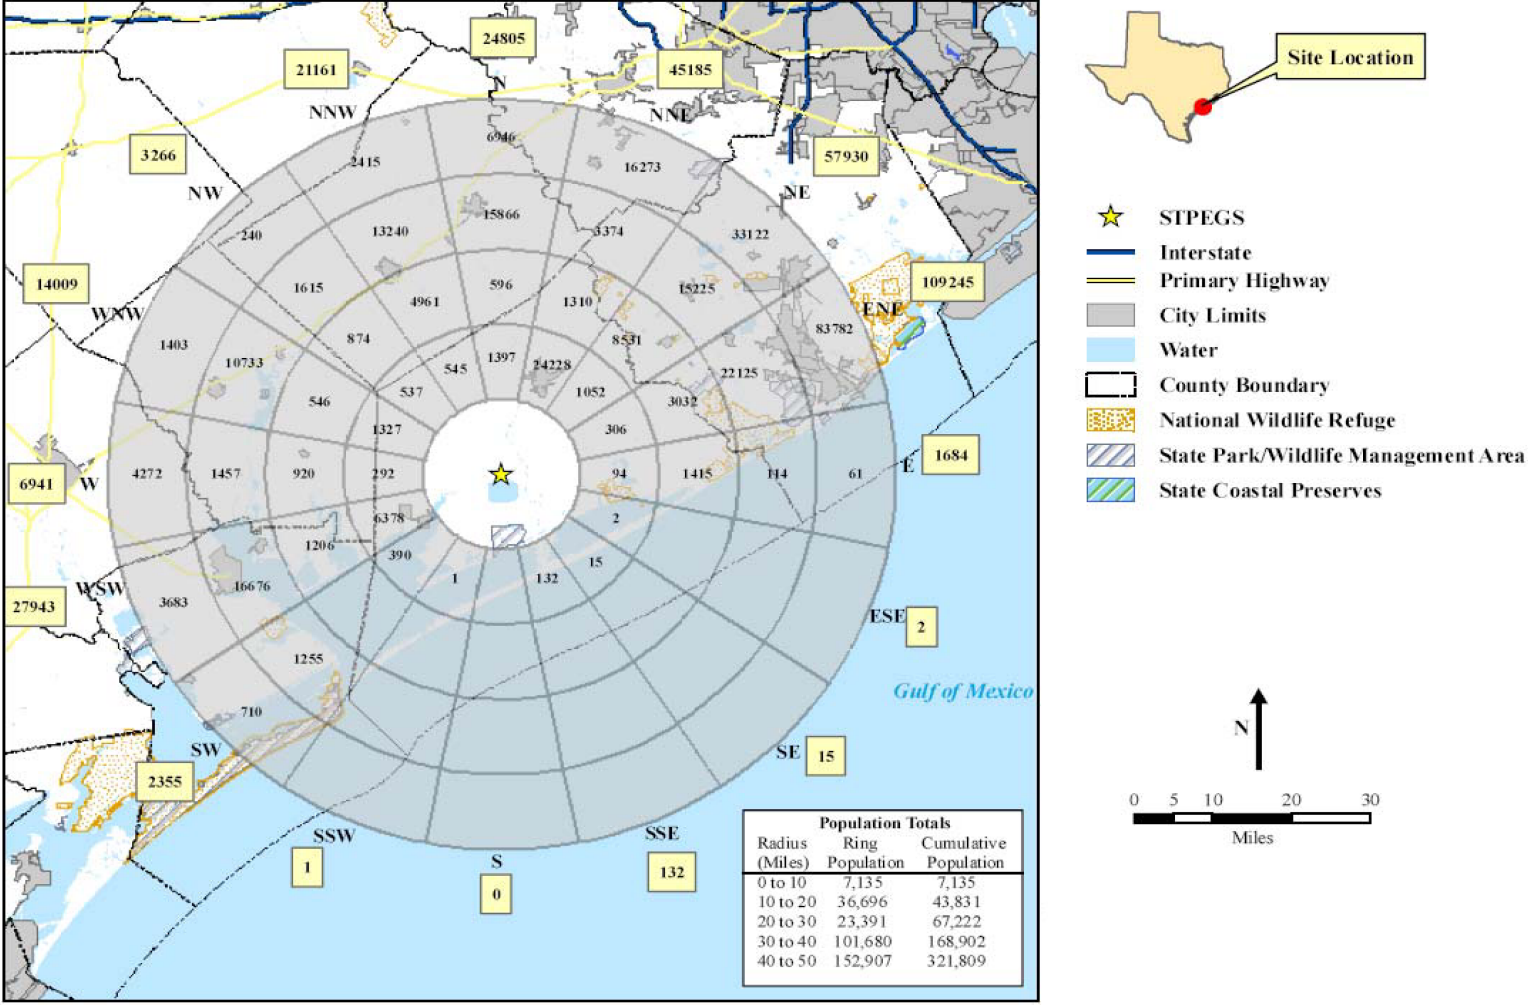 24805
21161
45185
N
NNW
NNE
6946
3266
2415
16273
57930
NW
NE
240
13240
15866
3374
33122
14009
1615
4961
596
1310
15225
109245
WNW
ENE
1403
874
8531
83782
10733
545
1397
24228
22125
546
537
1052
3032
1327
306
1684
6941
W
4272
1457
920
292
94
1415
114
61
E
6378
2
1206
390
1
132
15
27943
WSW
3683
16676
ESE
2
1255
Gulf of Mexico
710
SW
SE
15
2355
SSW
1
S
0
SSE
132
Population Totals
Radius Ring Cumulative
(Miles) Population Population
0 to 10 7,135 7,135
10 to 20 36,696 43,831
20 to 30 23,391 67,222
30 to 40 101,680 168,902
40 to 50 152,907 321,809
Site Location
STPEGS
Interstate
Primary Highway
City Limits
Water
County Boundary
National Wildlife Refuge
State Park/Wildlife Management Area
State Coastal Preserves
N
0 5 10 20 30
Miles